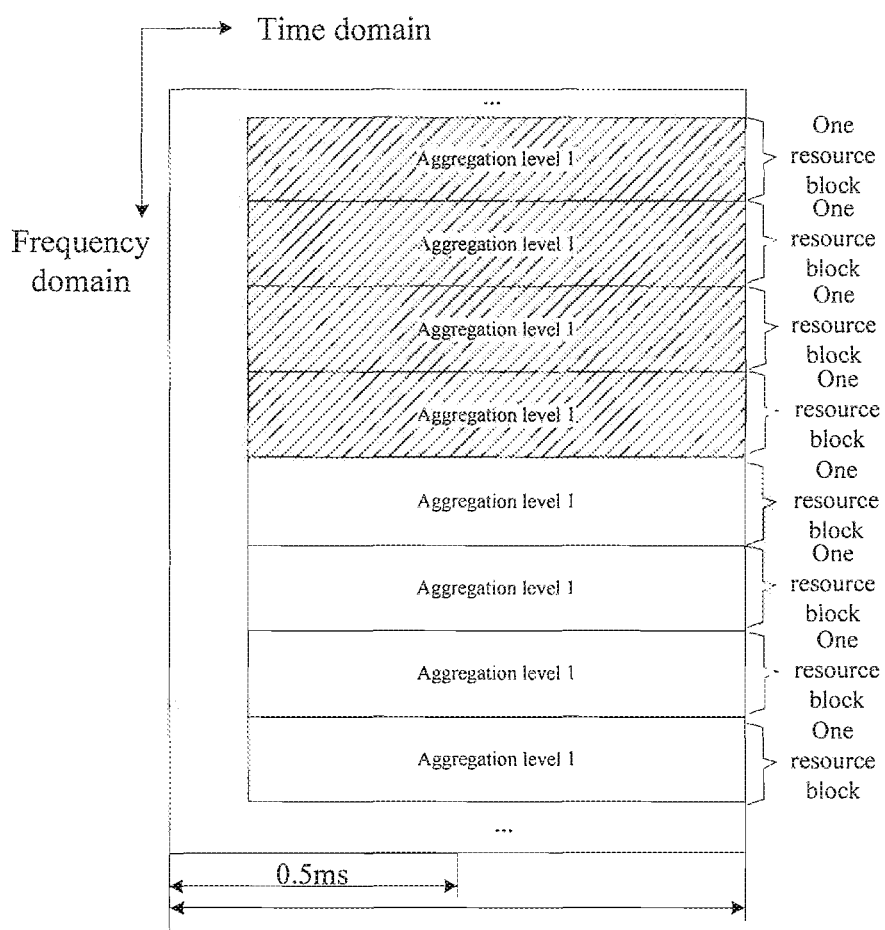 Time domain
Frequency
domain
...
Aggregation level 1
One
resource
block
Aggregation level 1
One
resource
block
Aggregation level 1
One
resource
block
Aggregation level 1
One
resource
block
Aggregation level 1
One
resource
block
Aggregation level 1
One
resource
block
Aggregation level 1
One
resource
block
Aggregation level 1
One
resource
block
...
0.5ms